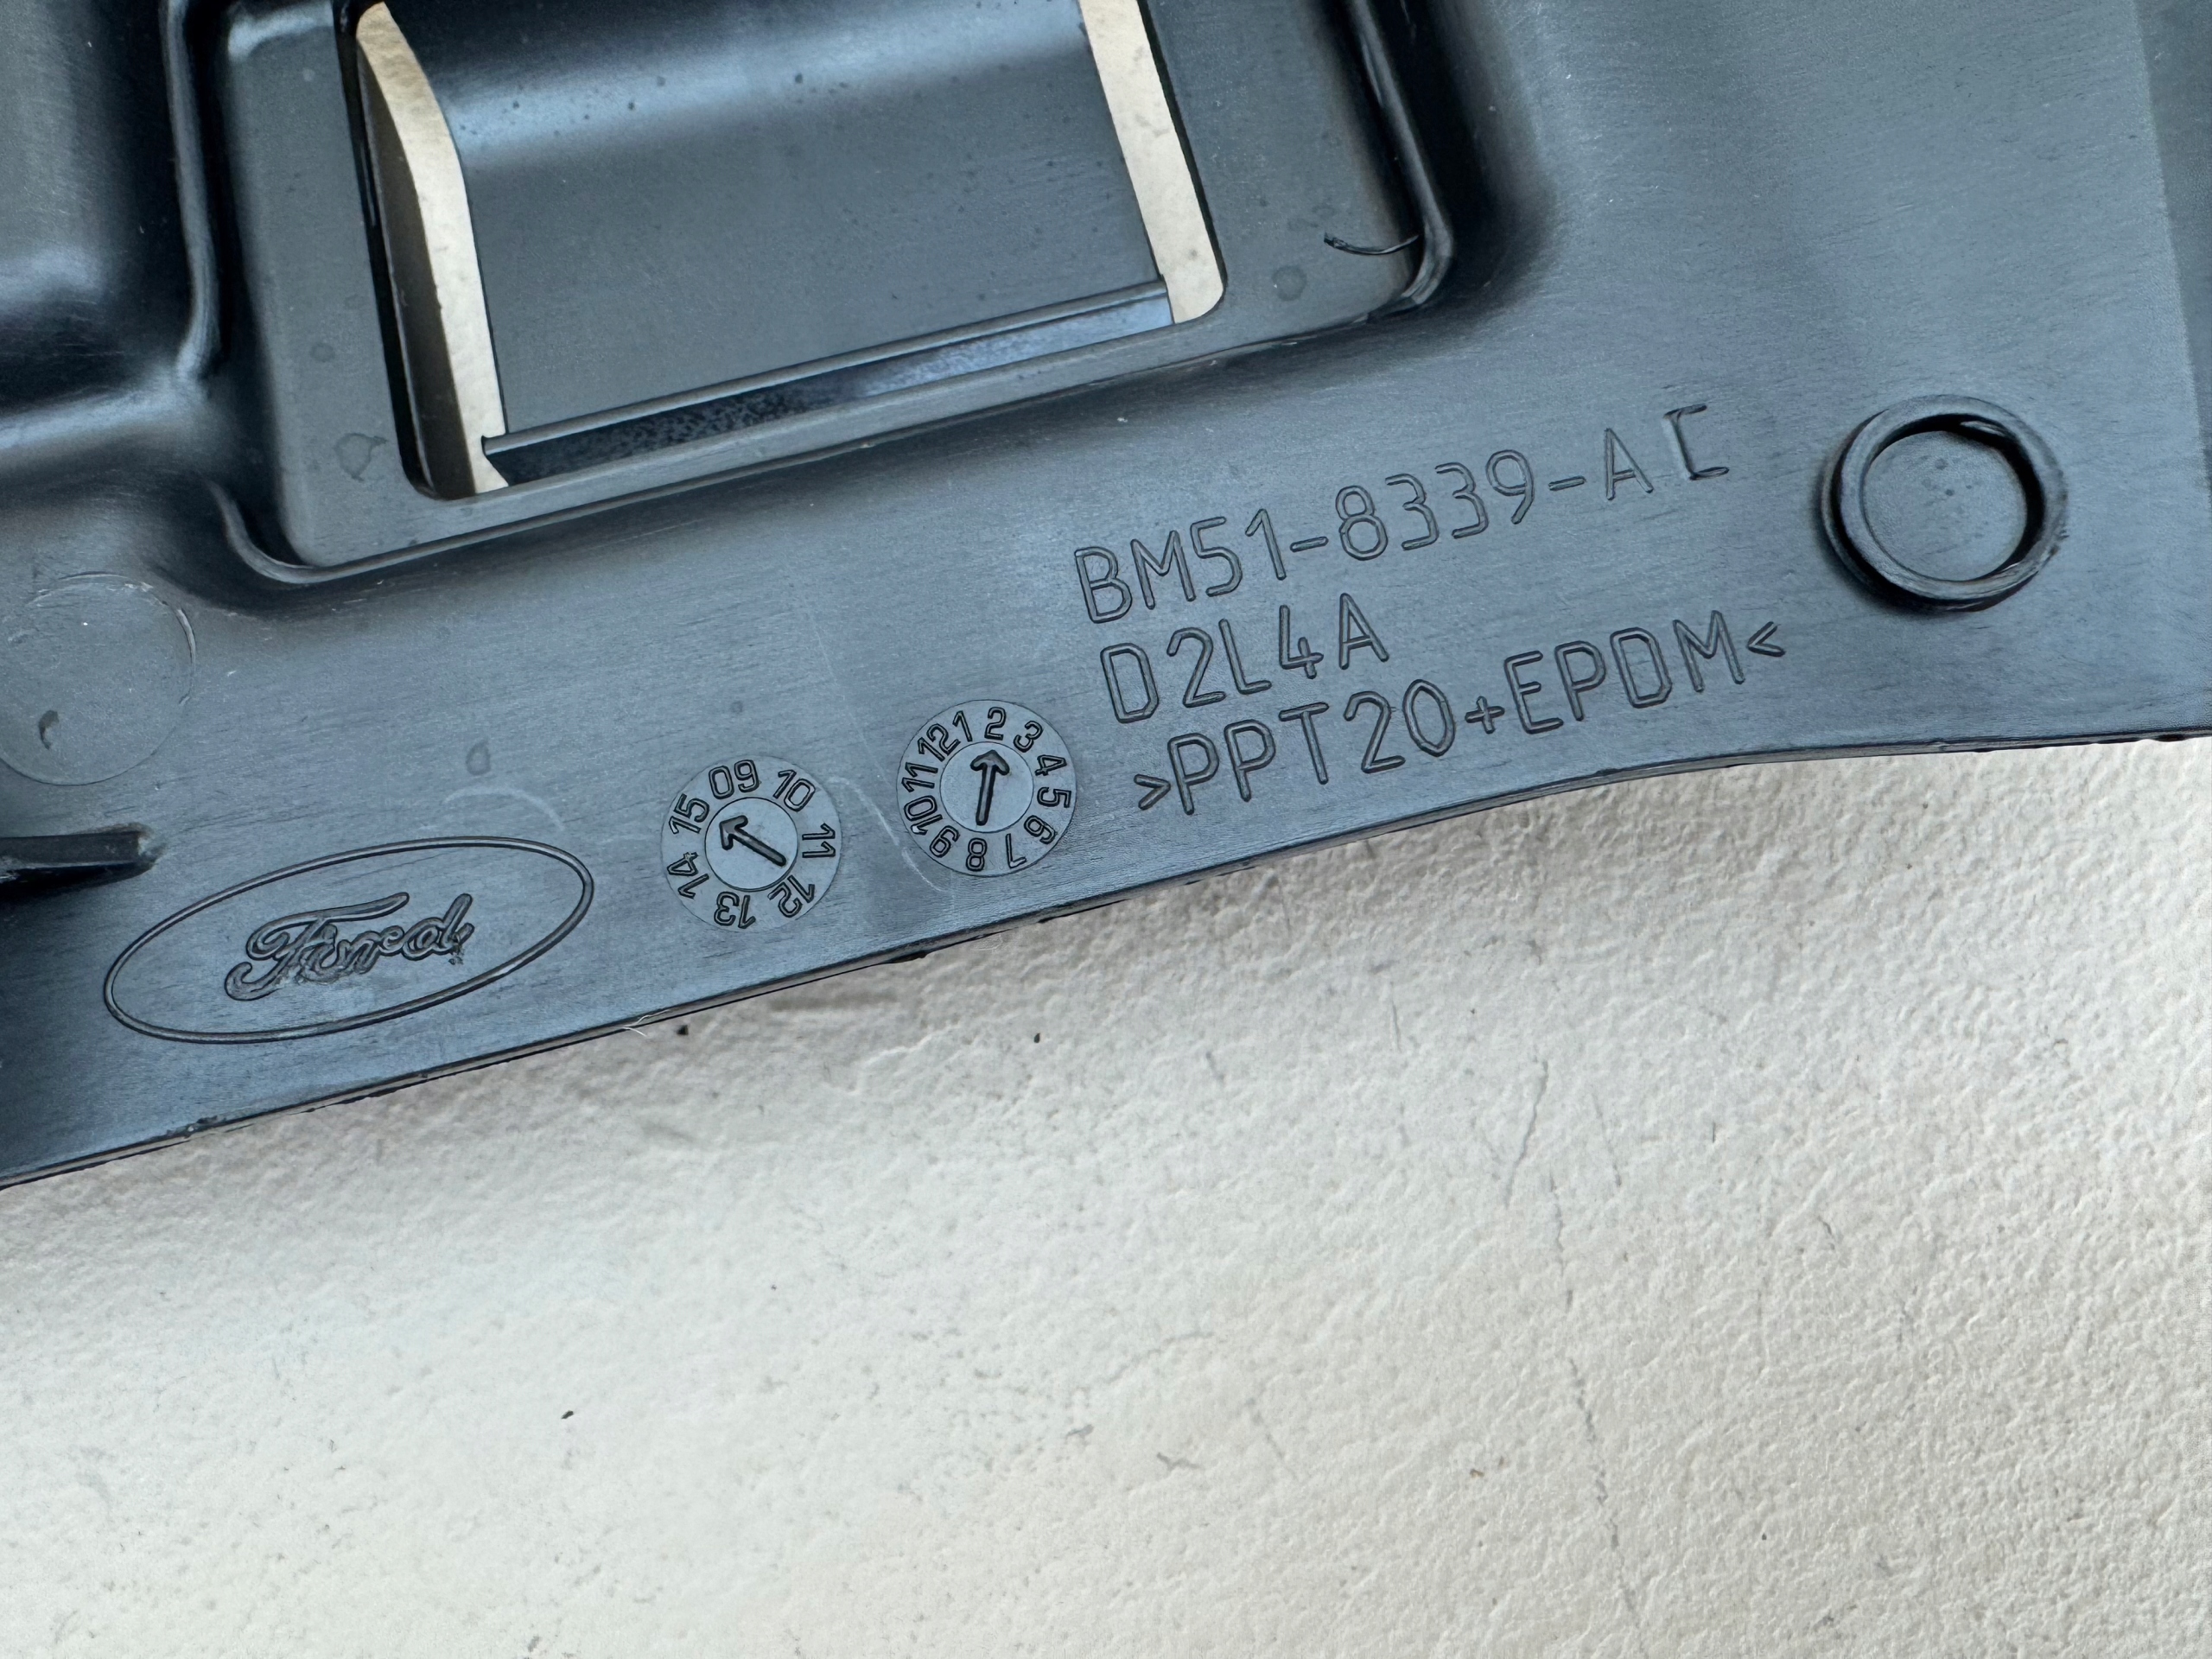 BM51-8339-AC
D2L4A
>PPT20+EPDM<
1 2 3 4 5 6 7 8 9 10 11 12
09 10 11 12 13 14 15
Ford